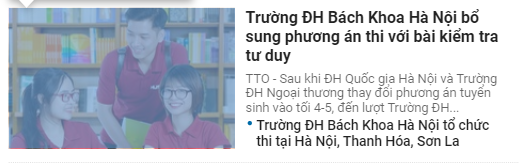 Trường ĐH Bách Khoa Hà Nội bổ
sung phương án thi với bài kiểm tra
tư duy
TTO - Sau khi ĐH Quốc gia Hà Nội và Trường
ĐH Ngoại thương thay đổi phương án tuyển
sinh vào tối 4-5, đến lượt Trường ĐH...
• Trường ĐH Bách Khoa Hà Nội tổ chức
thi tại Hà Nội, Thanh Hóa, Sơn La